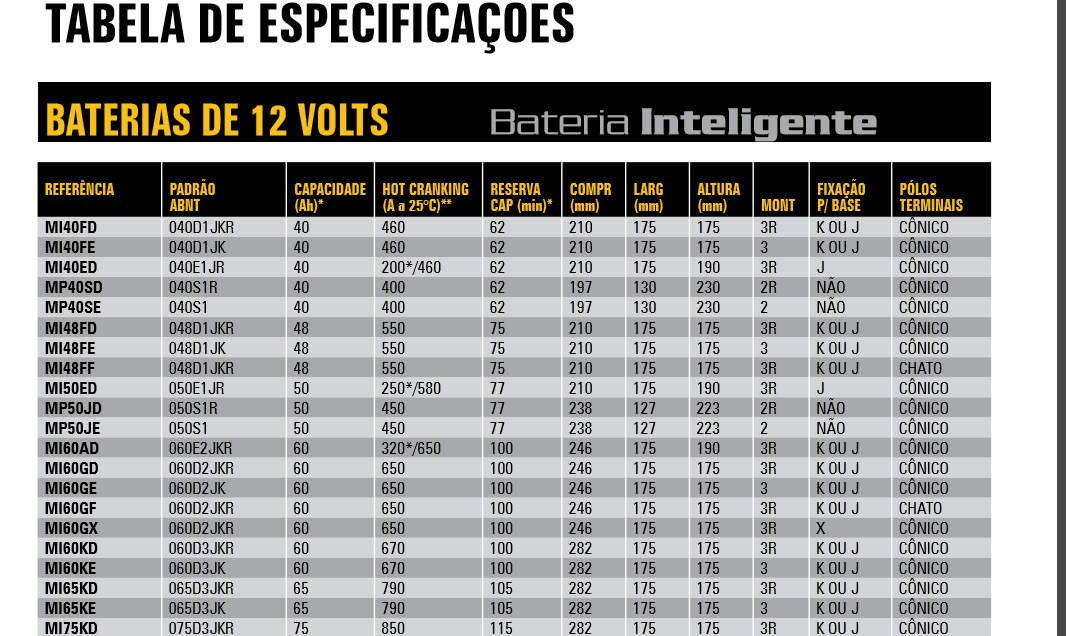 TABELA DE ESPECIFICAÇOES
BATERIAS DE 12 VOLTS Bateria Inteligente
REFERÊNCIA PADRÃO ABNT CAPACIDADE (Ah)* HOT CRANKING (A a 25°C)** RESERVA CAP (min)* COMPR (mm) LARG (mm) ALTURA (mm) MONT FIXAÇÃO P/ BASE PÓLOS TERMINAIS
MI40FD 040D1JKR 40 460 62 210 175 175 3R K OU J CÔNICO
MI40FE 040D1JK 40 460 62 210 175 175 3 K OU J CÔNICO
MI40ED 040E1JR 40 200*/460 62 210 175 190 3R J CÔNICO
MP40SD 040S1R 40 400 62 197 130 230 2R NÃO CÔNICO
MP40SE 040S1 40 400 62 197 130 230 2 NÃO CÔNICO
MI48FD 048D1JKR 48 550 75 210 175 175 3R K OU J CÔNICO
MI48FE 048D1JK 48 550 75 210 175 175 3 K OU J CÔNICO
MI48FF 048D1JKR 48 550 75 210 175 175 3R K OU J CHATO
MI50ED 050E1JR 50 250*/580 77 210 175 190 3R J CÔNICO
MP50JD 050S1R 50 450 77 238 127 223 2R NÃO CÔNICO
MP50JE 050S1 50 450 77 238 127 223 2 NÃO CÔNICO
MI60AD 060E2JKR 60 320*/650 100 246 175 190 3R K OU J CÔNICO
MI60GD 060D2JKR 60 650 100 246 175 175 3R K OU J CÔNICO
MI60GE 060D2JK 60 650 100 246 175 175 3 K OU J CÔNICO
MI60GF 060D2JKR 60 650 100 246 175 175 3R K OU J CHATO
MI60GX 060D2JKR 60 650 100 246 175 175 3R X CÔNICO
MI60KD 060D3JKR 60 670 100 282 175 175 3R K OU J CÔNICO
MI60KE 060D3JK 60 670 100 282 175 175 3 K OU J CÔNICO
MI65KD 065D3JKR 65 790 105 282 175 175 3R K OU J CÔNICO
MI65KE 065D3JK 65 790 105 282 175 175 3 K OU J CÔNICO
MI75KD 075D3JKR 75 850 115 282 175 175 3R K OU J CÔNICO